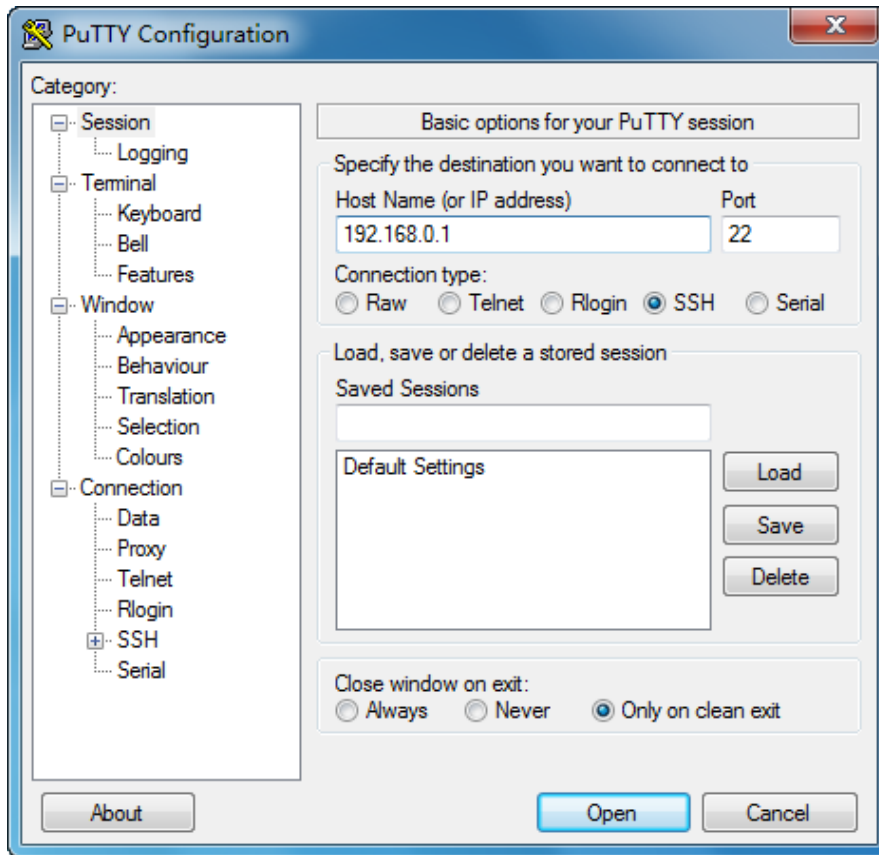 PuTTY Configuration
Category:
Session
Logging
Terminal
Keyboard
Bell
Features
Window
Appearance
Behaviour
Translation
Selection
Colours
Connection
Data
Proxy
Telnet
Rlogin
SSH
Serial
Basic options for your PuTTY session
Specify the destination you want to connect to
Host Name (or IP address) Port
192.168.0.1 22
Connection type:
Raw Telnet Rlogin SSH Serial
Load, save or delete a stored session
Saved Sessions
Default Settings
Load
Save
Delete
Close window on exit:
Always Never Only on clean exit
About Open Cancel